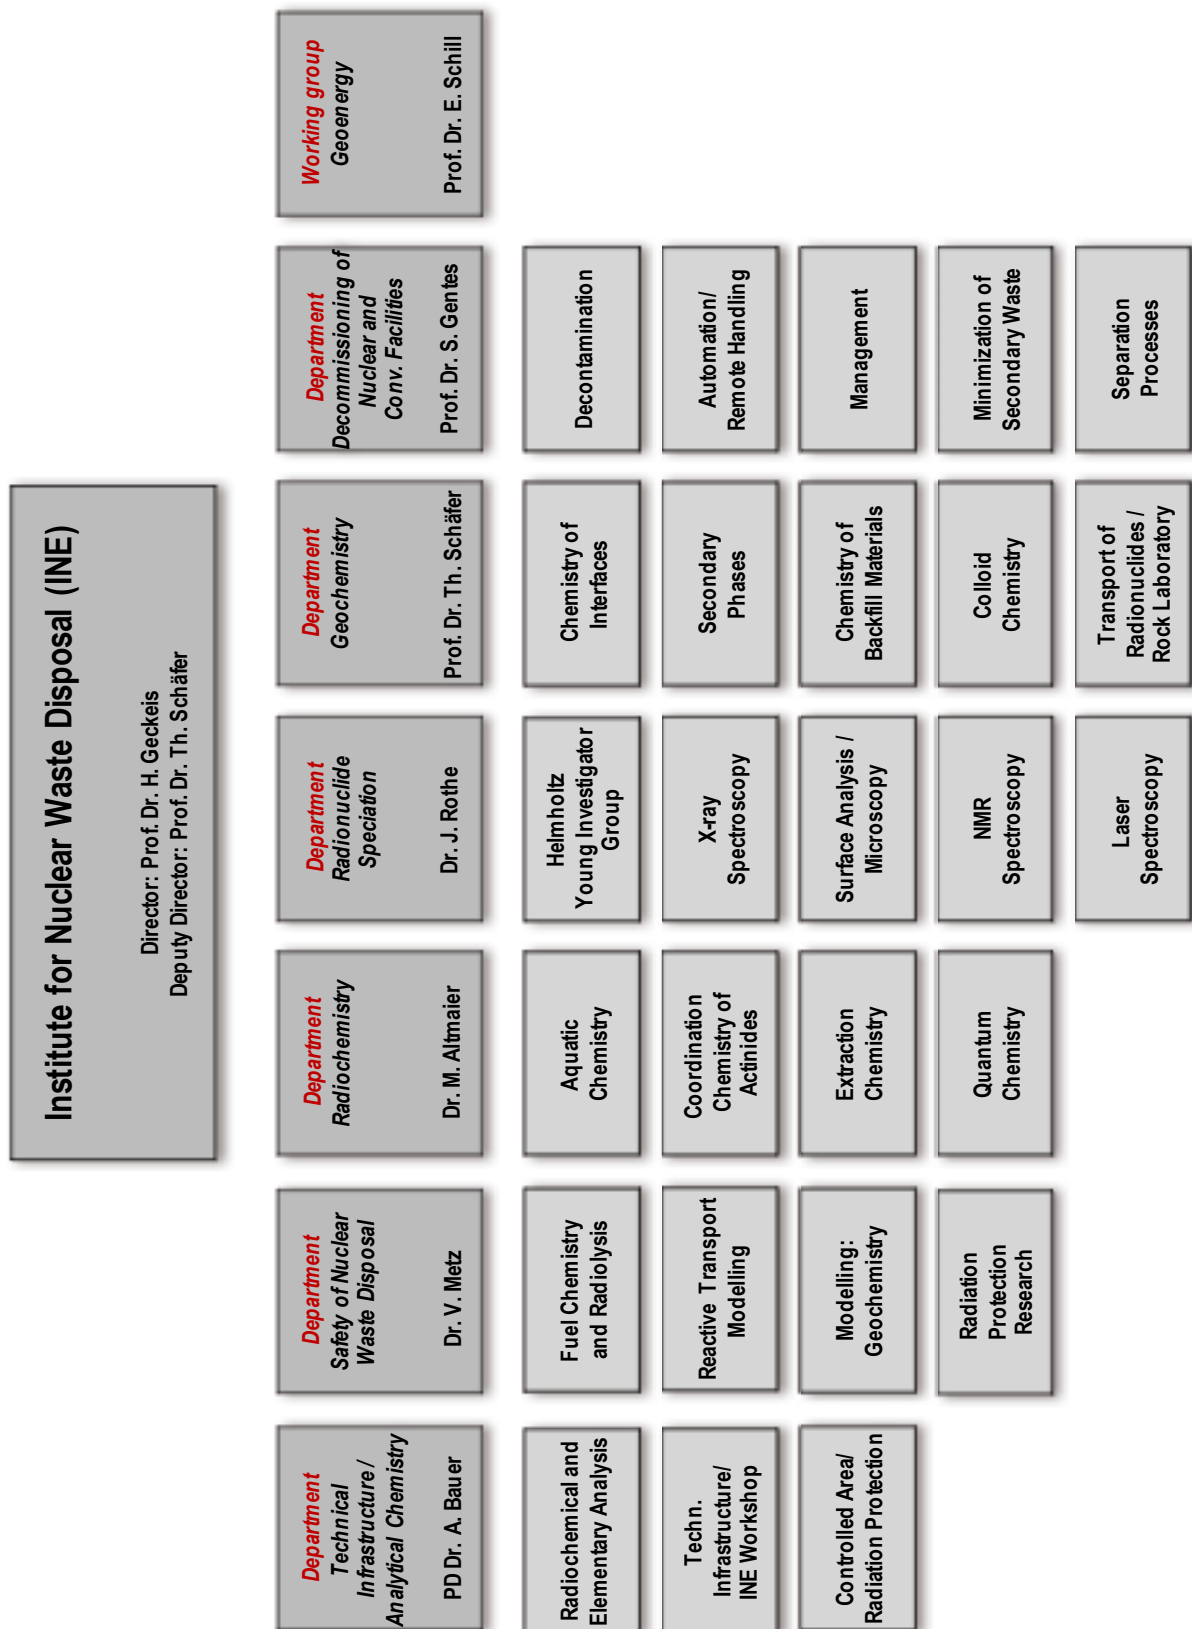 Institute for Nuclear Waste Disposal (INE)
Director: Prof. Dr. H. Geckeis
Deputy Director: Prof. Dr. Th. Schäfer
Department
Technical
Infrastructure /
Analytical Chemistry
PD Dr. A. Bauer
Department
Safety of Nuclear
Waste Disposal
Dr. V. Metz
Department
Radiochemistry
Dr. M. Altmaier
Department
Radionuclide
Speciation
Dr. J. Rothe
Department
Geochemistry
Prof. Dr. Th. Schäfer
Department
Decommissioning of
Nuclear and
Conv. Facilities
Prof. Dr. S. Gentes
Working group
Geoenergy
Prof. Dr. E. Schill
Radiochemical and
Elementary Analysis
Fuel Chemistry
and Radiolysis
Aquatic
Chemistry
Helmholtz
Young Investigator
Group
Chemistry of
Interfaces
Decontamination
Techn.
Infrastructure/
INE Workshop
Reactive Transport
Modelling
Coordination
Chemistry of
Actinides
X-ray
Spectroscopy
Secondary
Phases
Automation/
Remote Handling
Controlled Area/
Radiation Protection
Modelling:
Geochemistry
Extraction
Chemistry
Surface Analysis /
Microscopy
Chemistry of
Backfill Materials
Management
Radiation
Protection
Research
Quantum
Chemistry
NMR
Spectroscopy
Colloid
Chemistry
Minimization of
Secondary Waste
Laser
Spectroscopy
Transport of
Radionuclides /
Rock Laboratory
Separation
Processes